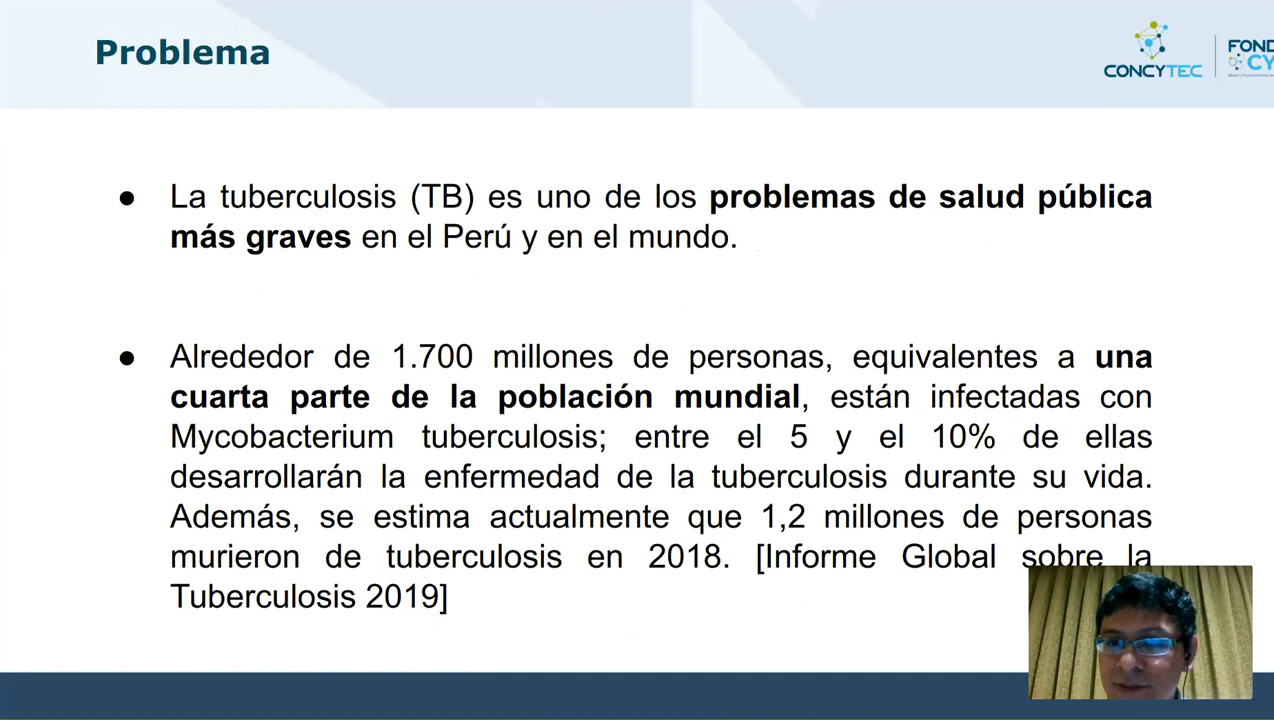 Problema
CONCYTEC
FOND
CY
● La tuberculosis (TB) es uno de los problemas de salud pública
más graves en el Perú y en el mundo.
● Alrededor de 1.700 millones de personas, equivalentes a una
cuarta parte de la población mundial, están infectadas con
Mycobacterium tuberculosis; entre el 5 y el 10% de ellas
desarrollarán la enfermedad de la tuberculosis durante su vida.
Además, se estima actualmente que 1,2 millones de personas
murieron de tuberculosis en 2018. [Informe Global sobre la
Tuberculosis 2019]